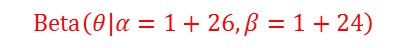 Beta(θ|α = 1 + 26, β = 1 + 24)